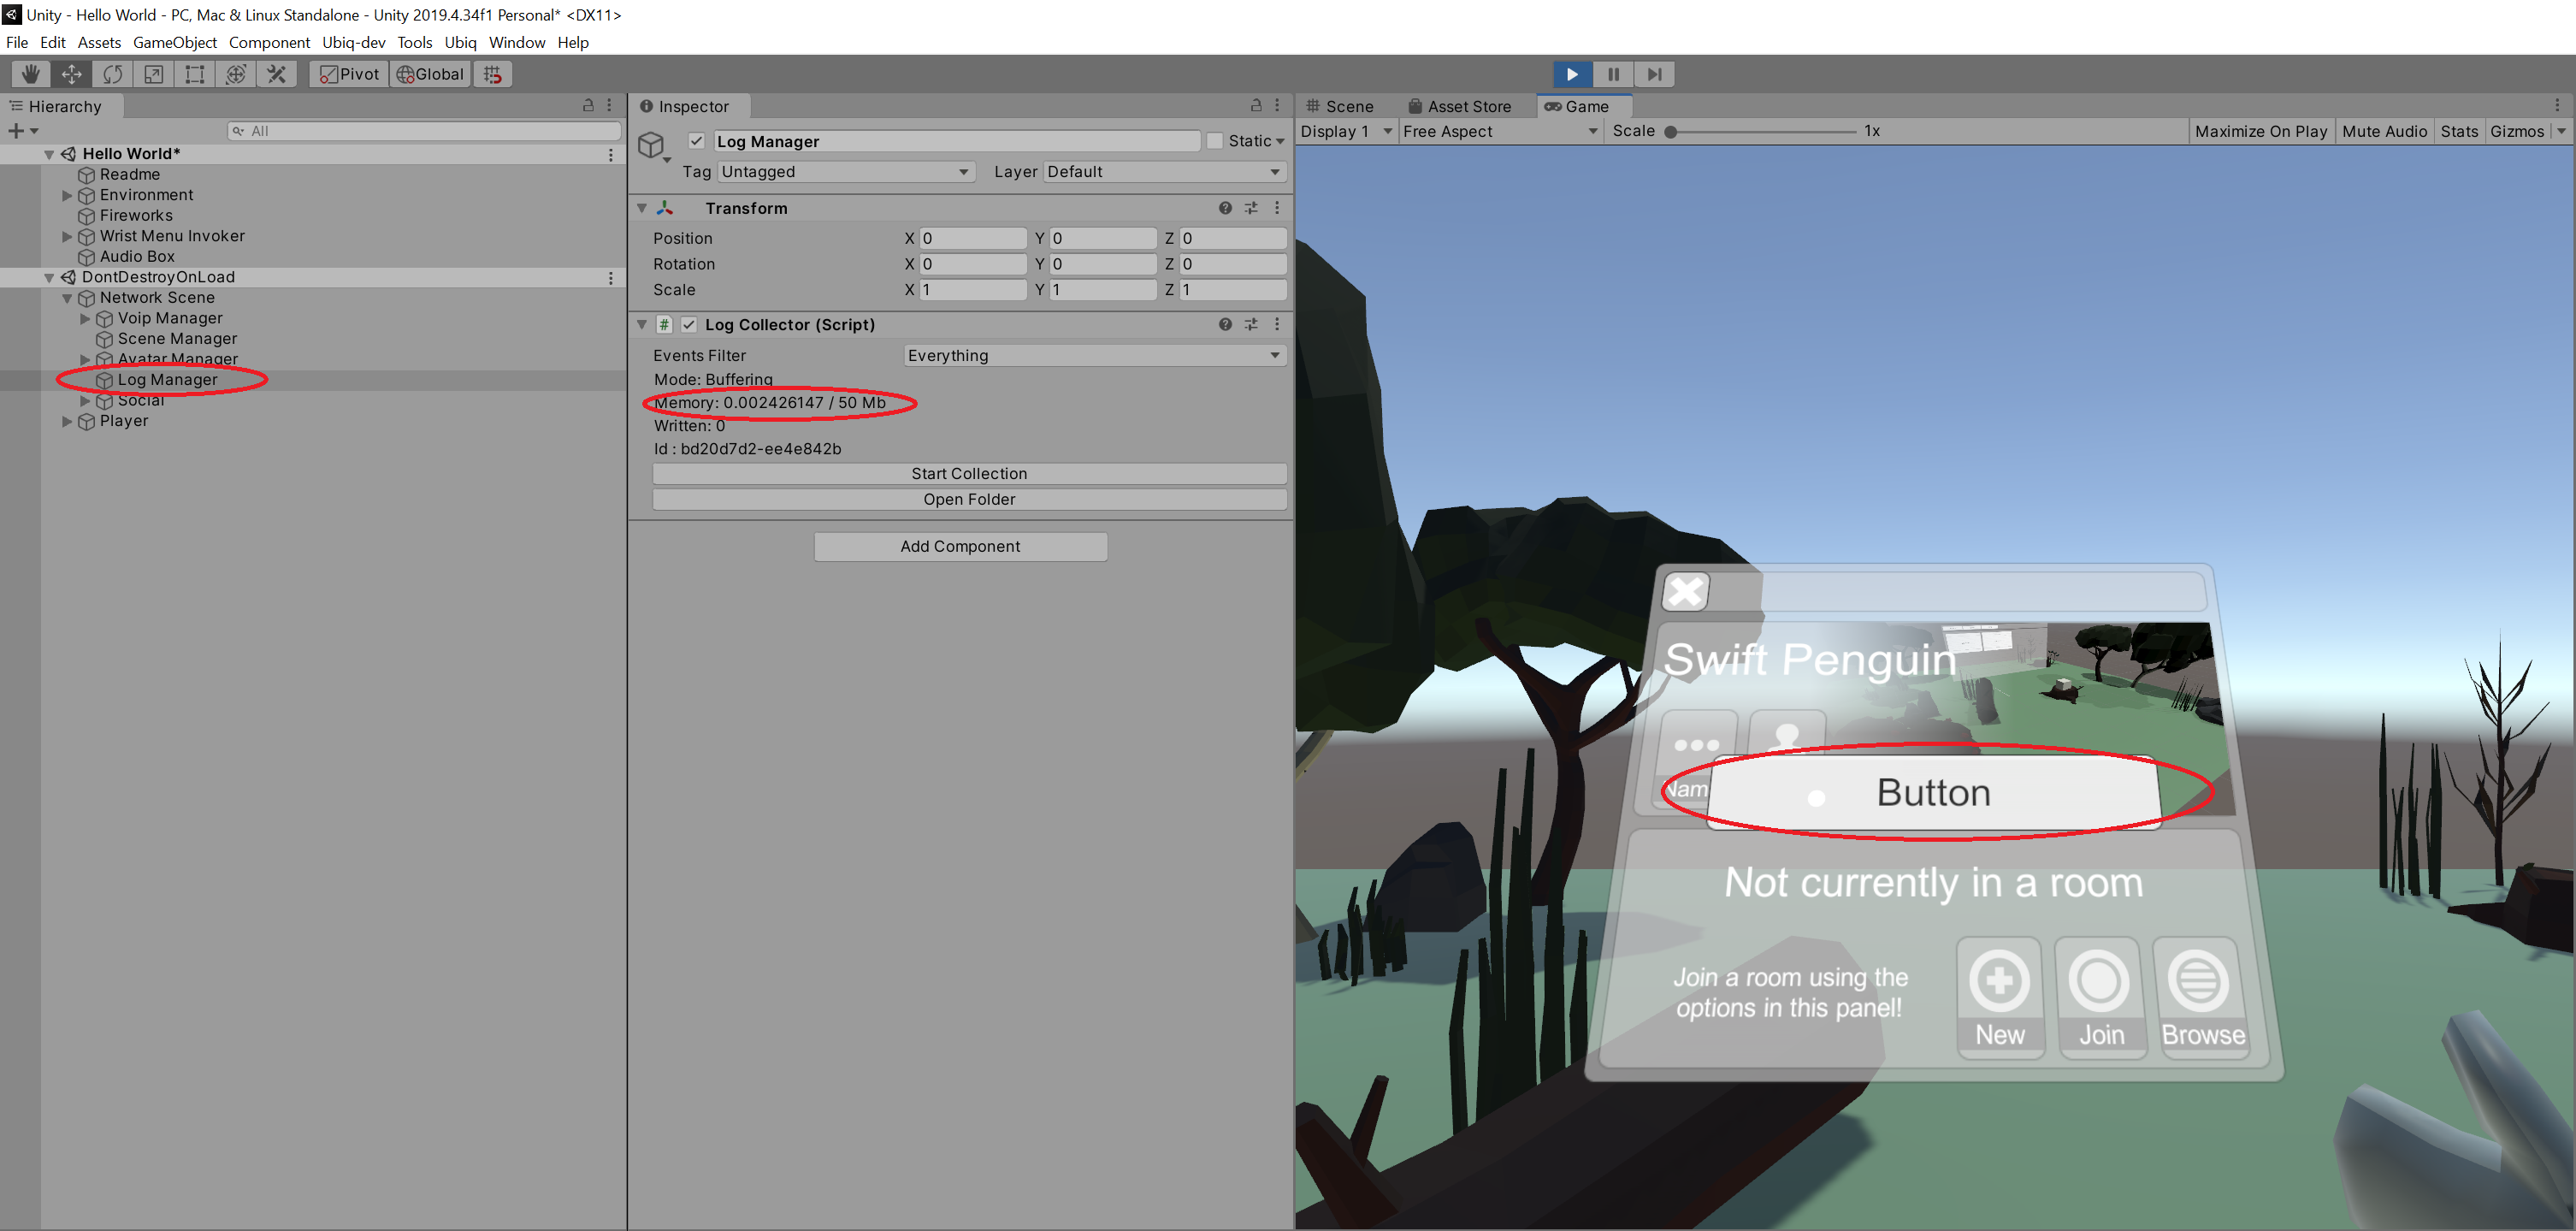 Unity - Hello World - PC, Mac & Linux Standalone - Unity 2019.4.34f1 Personal* <DX11>
File Edit Assets GameObject Component Ubiq-dev Tools Ubiq Window Help
Pivot Global
Hierarchy
All
Hello World*
Readme
Environment
Fireworks
Wrist Menu Invoker
Audio Box
DontDestroyOnLoad
Network Scene
Voip Manager
Scene Manager
Avatar Manager
Log Manager
Social
Player
Inspector
Log Manager Static
Tag Untagged Layer Default
Transform
Position X 0 Y 0 Z 0
Rotation X 0 Y 0 Z 0
Scale X 1 Y 1 Z 1
Log Collector (Script)
Events Filter Everything
Mode: Buffering
Memory: 0.002426147 / 50 Mb
Written: 0
Id : bd20d7d2-ee4e842b
Start Collection
Open Folder
Add Component
Scene Asset Store Game
Display 1 Free Aspect Scale 1x Maximize On Play Mute Audio Stats Gizmos
Swift Penguin
Nam
Button
Not currently in a room
Join a room using the
options in this panel!
New Join Browse